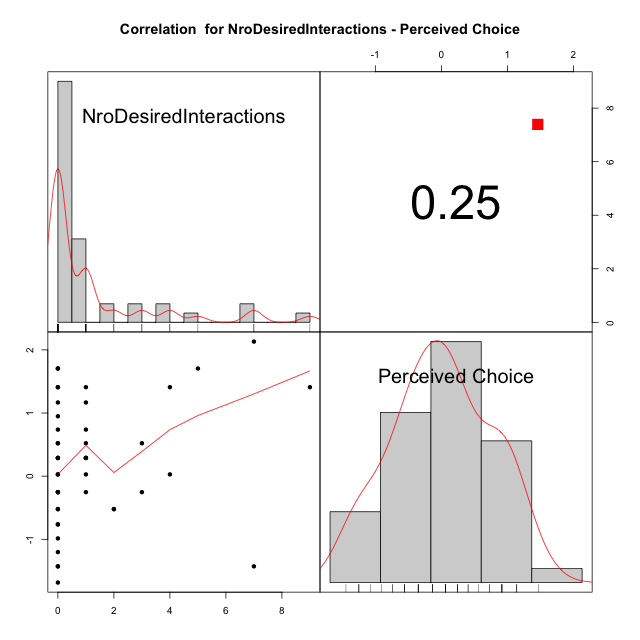 Correlation  for NroDesiredInteractions - Perceived Choice
-1 0 1 2
NroDesiredInteractions
0.25
8
6
4
2
0
Perceived Choice
2
1
0
-1
0 2 4 6 8